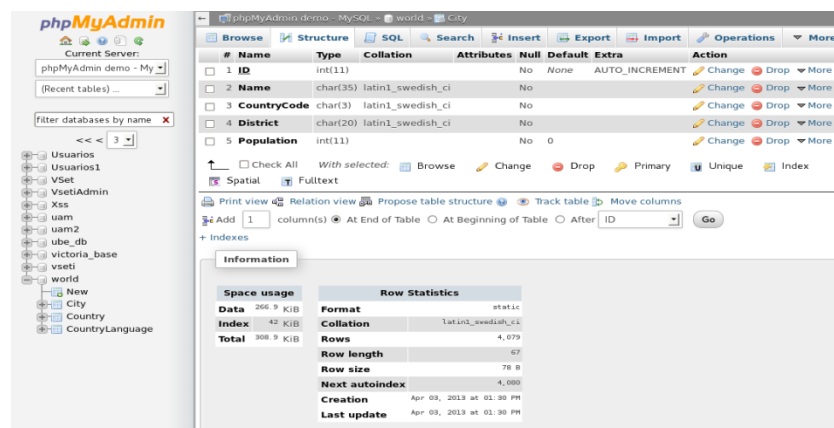 phpMyAdmin
Current Server:
phpMyAdmin demo - My
(Recent tables) ...
filter databases by name X
<< < 3
Usuarios
Usuarios1
VSet
VsetiAdmin
Xss
uam
uam2
ube_db
victoria_base
vseti
world
New
City
Country
CountryLanguage
phpMyAdmin demo - MySQL » world » City
Browse Structure SQL Search Insert Export Import Operations More
# Name Type Collation Attributes Null Default Extra Action
1 ID int(11) No None AUTO_INCREMENT Change Drop More
2 Name char(35) latin1_swedish_ci No Change Drop More
3 CountryCode char(3) latin1_swedish_ci No Change Drop More
4 District char(20) latin1_swedish_ci No Change Drop More
5 Population int(11) No 0 Change Drop More
Check All With selected: Browse Change Drop Primary Unique Index
Spatial Fulltext
Print view Relation view Propose table structure Track table Move columns
Add 1 column(s) At End of Table At Beginning of Table After ID Go
+ Indexes
Information
Space usage
Data 266.9 KiB
Index 42 KiB
Total 308.9 KiB
Row Statistics
Format static
Collation latin1_swedish_ci
Rows 4,079
Row length 67
Row size 78 B
Next autoindex 4,080
Creation Apr 03, 2013 at 01:30 PM
Last update Apr 03, 2013 at 01:30 PM